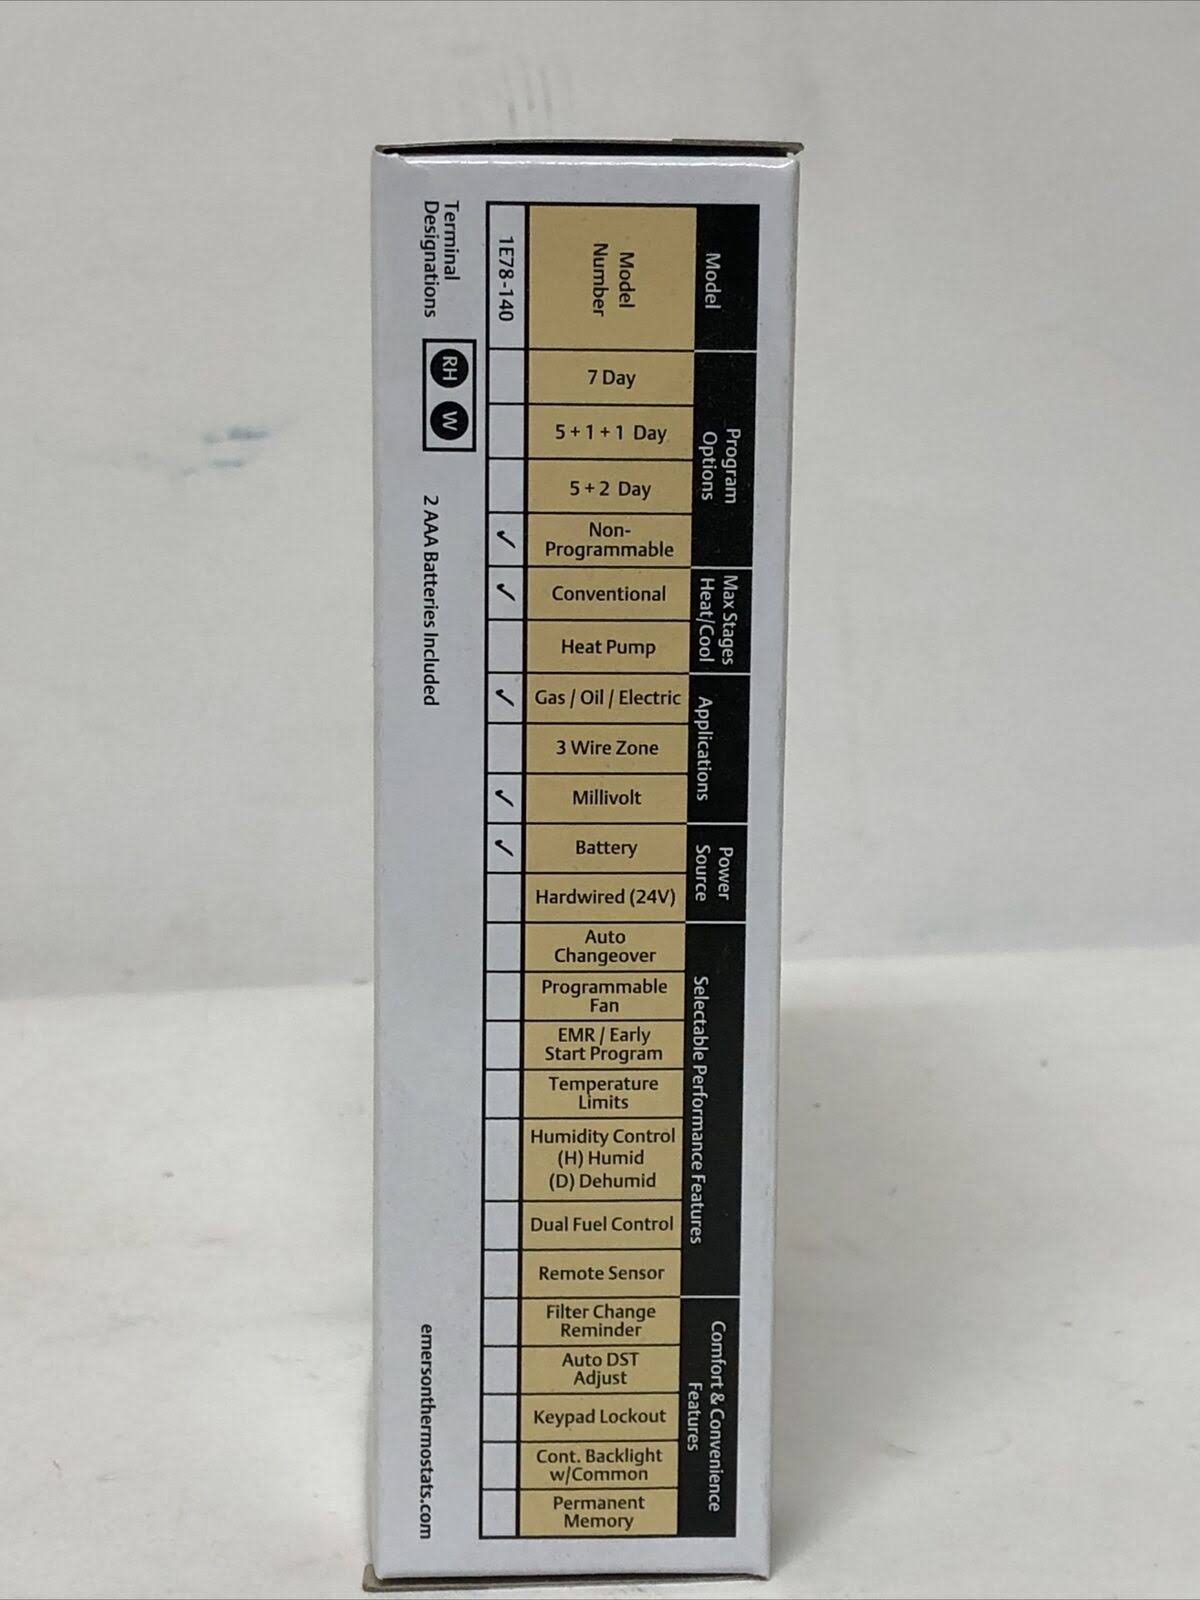 Model
Program
Options
Max Stages
Heat/Cool
Applications
Power
Source
Selectable Performance Features
Comfort & Convenience
Features
Model
Number
7 Day
5 + 1 + 1 Day
5 + 2 Day
Non-
Programmable
Conventional
Heat Pump
Gas / Oil / Electric
3 Wire Zone
Millivolt
Battery
Hardwired (24V)
Auto
Changeover
Programmable
Fan
EMR / Early
Start Program
Temperature
Limits
Humidity Control
(H) Humid
(D) Dehumid
Dual Fuel Control
Remote Sensor
Filter Change
Reminder
Auto DST
Adjust
Keypad Lockout
Cont. Backlight
w/Common
Permanent
Memory
1E78-140
✓
✓
✓
✓
✓
Terminal
Designations
RH W
2 AAA Batteries Included
emersonthermostats.com